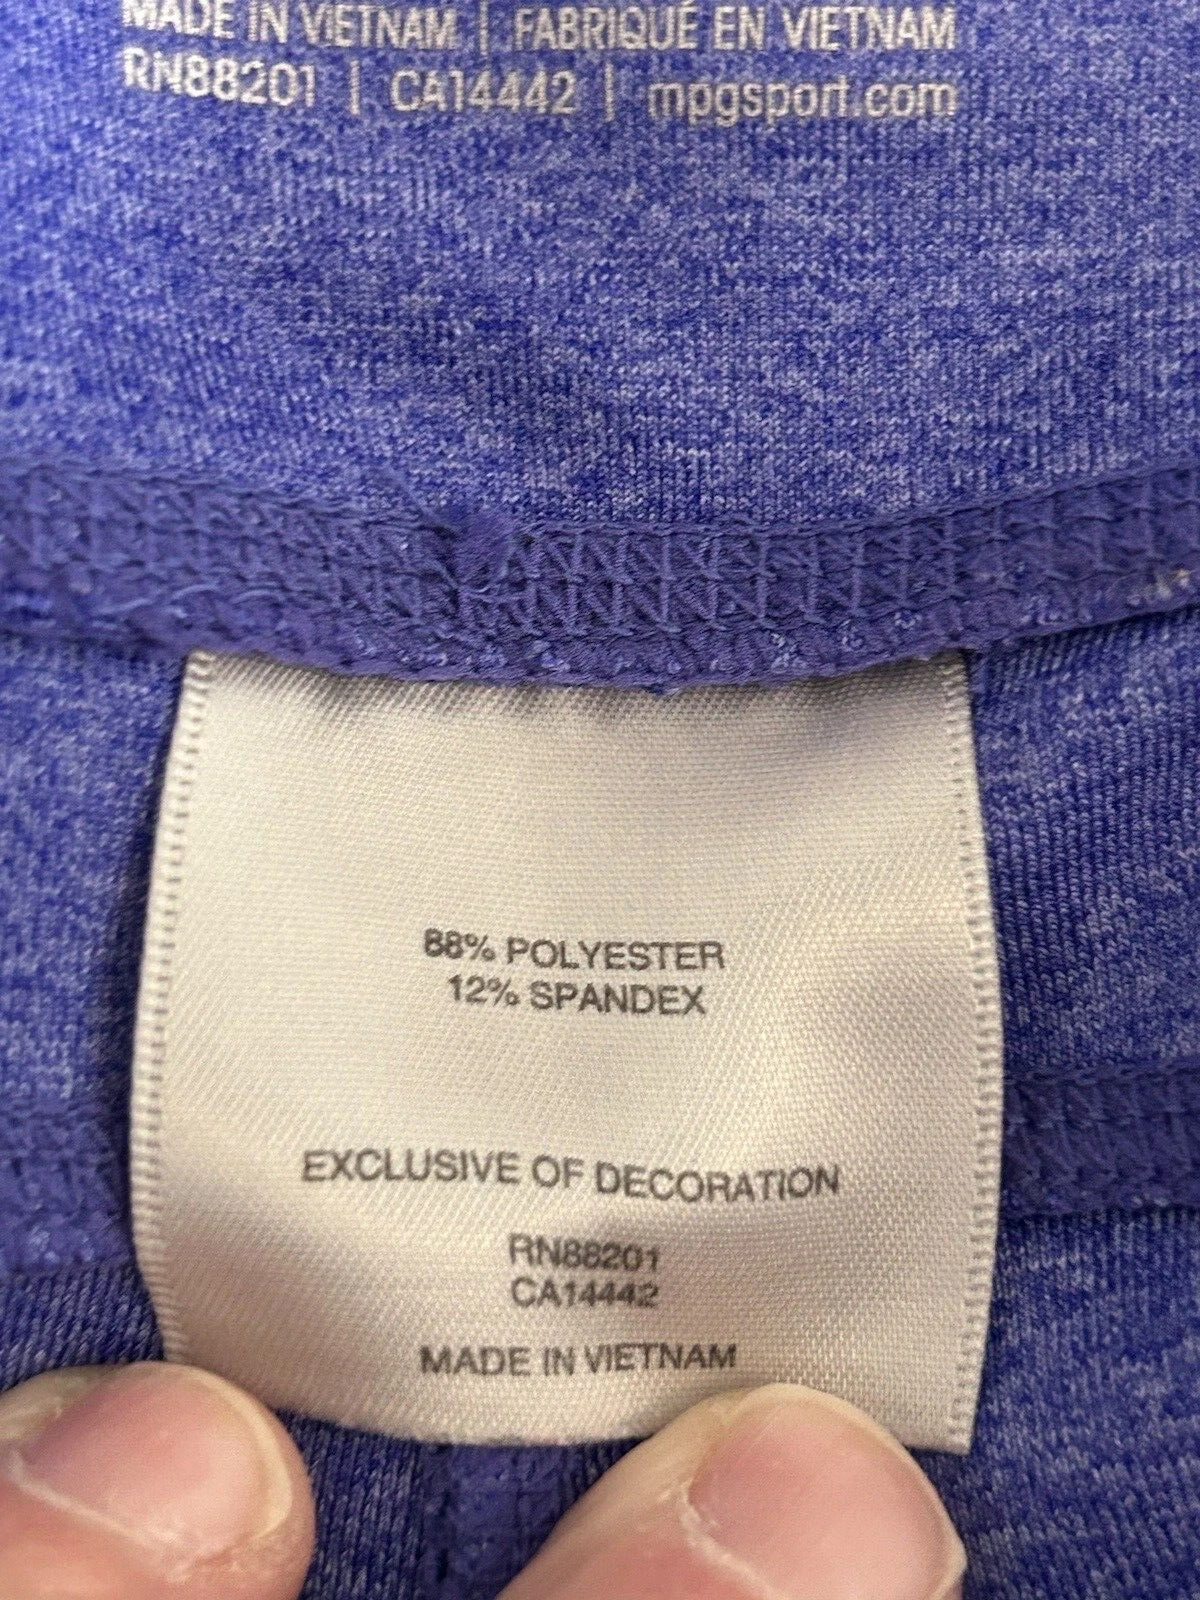 MADE IN VIETNAM | FABRIQUÉ EN VIETNAM
RN88201 | CA14442 | mpgsport.com
88% POLYESTER
12% SPANDEX
EXCLUSIVE OF DECORATION
RN88201
CA14442
MADE IN VIETNAM